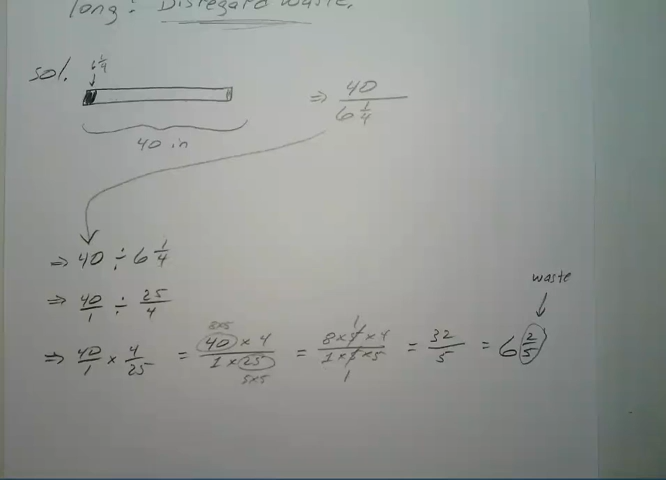 long? Disregard waste.
sol. 6 1/4
40 in
⇒ 40 / 6 1/4
⇒ 40 ÷ 6 1/4
⇒ 40/1 ÷ 25/4
waste
8×5
⇒ 40/1 × 4/25 = 40 × 4 / 1 × 25 = 8 × 5 × 4 / 1 × 5 × 5 = 32/5 = 6 2/5
5×5
1
1